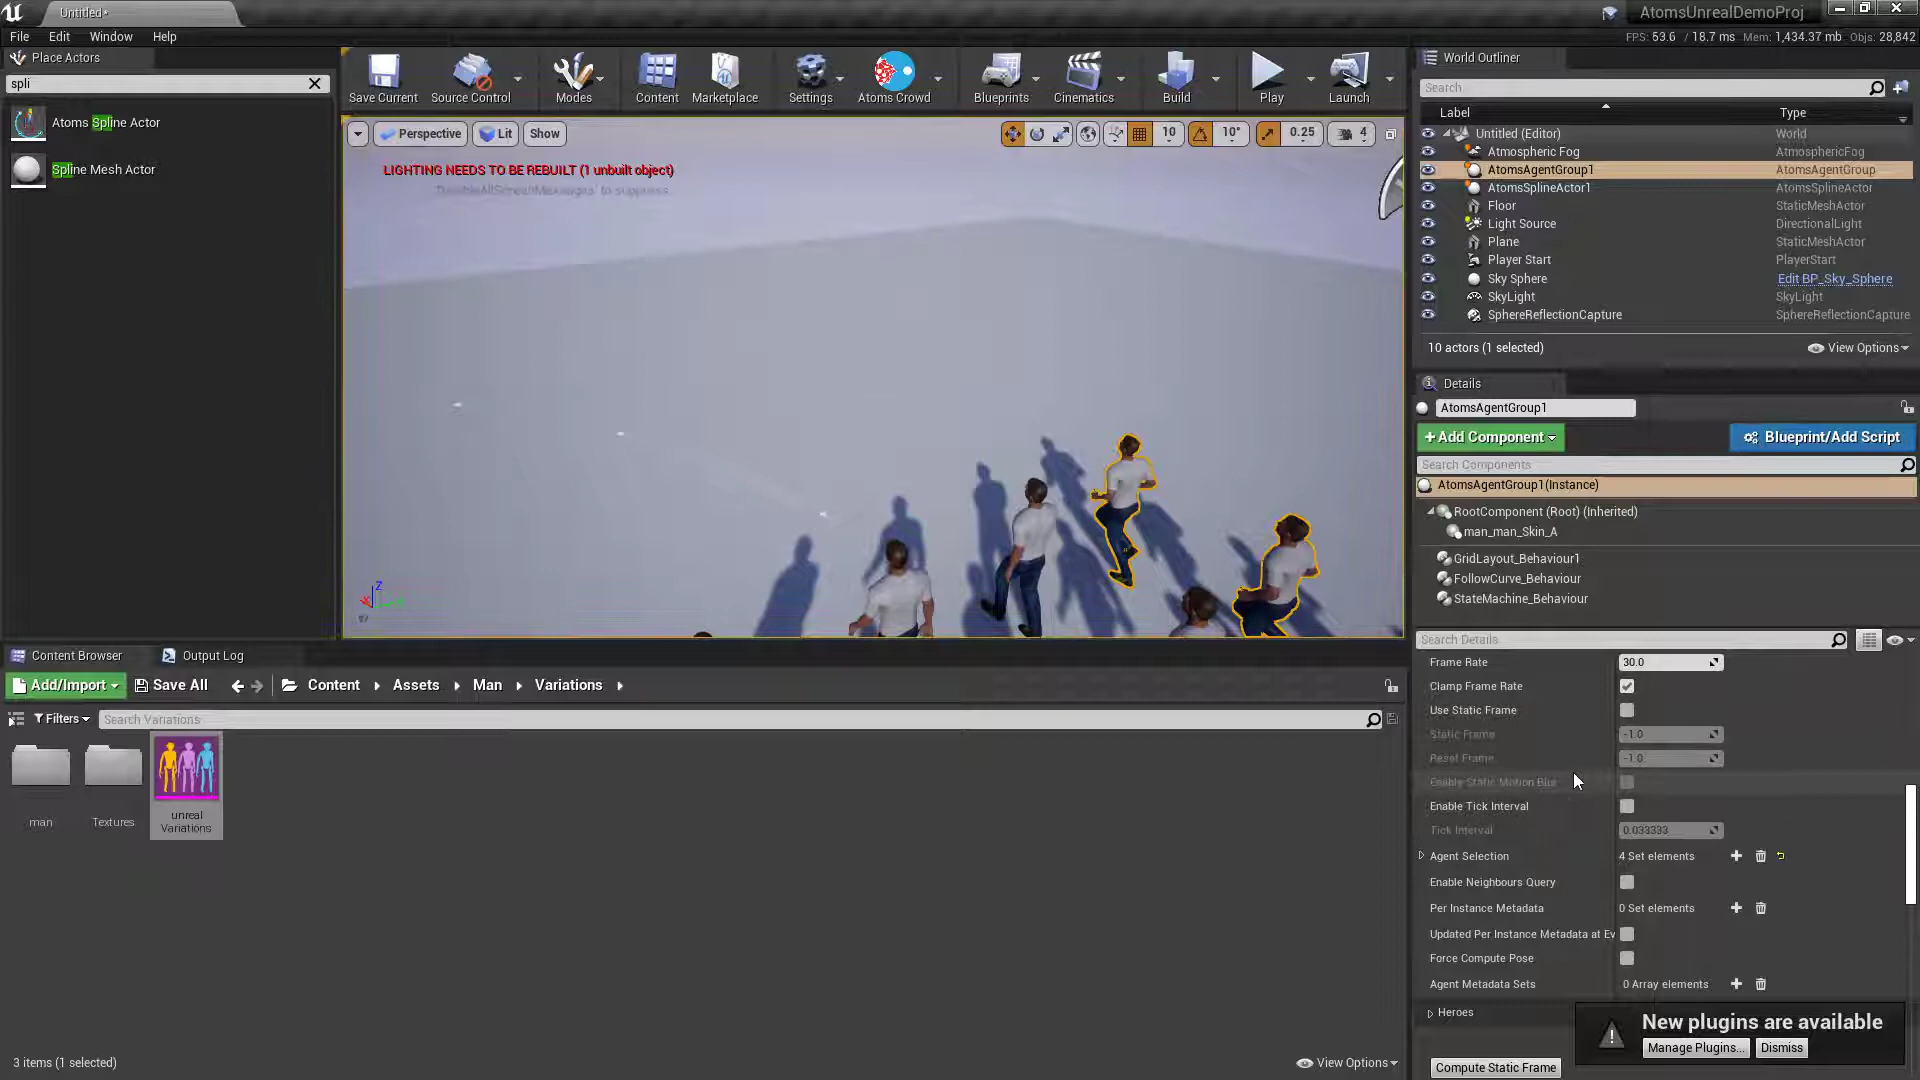 Untitled*
AtomsUnrealDemoProj
File Edit Window Help
FPS: 53.6 / 18.7 ms Mem: 1,434.37 mb Objs: 28,842
Place Actors
spli
Atoms Spline Actor
Spline Mesh Actor
Save Current
Source Control
Modes
Content
Marketplace
Settings
Atoms Crowd
Blueprints
Cinematics
Build
Play
Launch
Perspective
Lit
Show
10
10°
0.25
4
LIGHTING NEEDS TO BE REBUILT (1 unbuilt object)
'DisableAllScreenMessages' to suppress
World Outliner
Search
Label Type
Untitled (Editor) World
Atmospheric Fog AtmosphericFog
AtomsAgentGroup1 AtomsAgentGroup
AtomsSplineActor1 AtomsSplineActor
Floor StaticMeshActor
Light Source DirectionalLight
Plane StaticMeshActor
Player Start PlayerStart
Sky Sphere Edit BP_Sky_Sphere
SkyLight SkyLight
SphereReflectionCapture SphereReflectionCapture
10 actors (1 selected)
View Options
Details
AtomsAgentGroup1
+Add Component
Blueprint/Add Script
Search Components
AtomsAgentGroup1(Instance)
RootComponent (Root) (Inherited)
man_man_Skin_A
GridLayout_Behaviour1
FollowCurve_Behaviour
StateMachine_Behaviour
Search Details
Frame Rate 30.0
Clamp Frame Rate
Use Static Frame
Static Frame -1.0
Reset Frame -1.0
Enable Static Motion Blur
Enable Tick Interval
Tick Interval 0.033333
Agent Selection 4 Set elements
Enable Neighbours Query
Per Instance Metadata 0 Set elements
Updated Per Instance Metadata at Ev
Force Compute Pose
Agent Metadata Sets 0 Array elements
Heroes
Compute Static Frame
New plugins are available
Manage Plugins...
Dismiss
Content Browser
Output Log
Add/Import
Save All
Content Assets Man Variations
Filters
Search Variations
man
Textures
unreal
Variations
3 items (1 selected)
View Options
Z